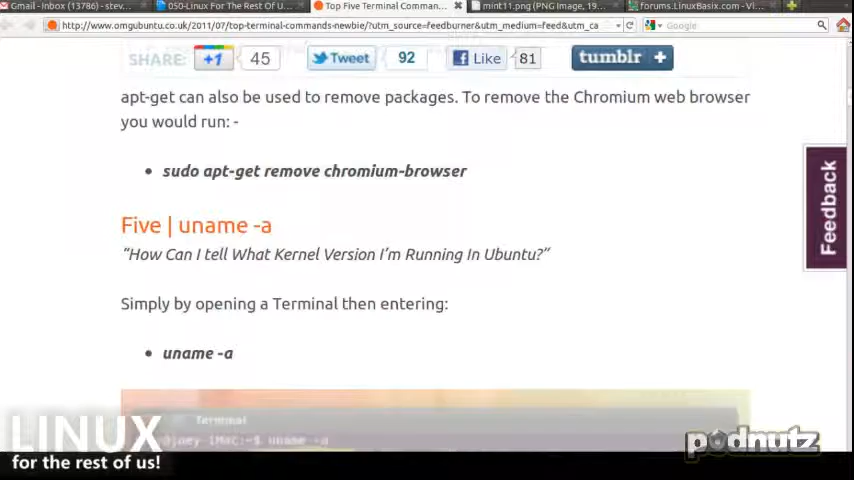 Gmail - Inbox (13786) - stev...
050-Linux For The Rest Of U...
Top Five Terminal Comman...
mint11.png (PNG Image, 19...
forums.LinuxBasix.com - Vi...
http://www.omgubuntu.co.uk/2011/07/top-terminal-commands-newbie/?utm_source=feedburner&utm_medium=feed&utm_ca
Google
SHARE: +1 45 Tweet 92 Like 81 tumblr +
apt-get can also be used to remove packages. To remove the Chromium web browser
you would run: -
• sudo apt-get remove chromium-browser
Five | uname -a
“How Can I tell What Kernel Version I’m Running In Ubuntu?”
Simply by opening a Terminal then entering:
• uname -a
Feedback
Terminal
uname -a
LINUX
for the rest of us!
podnutz